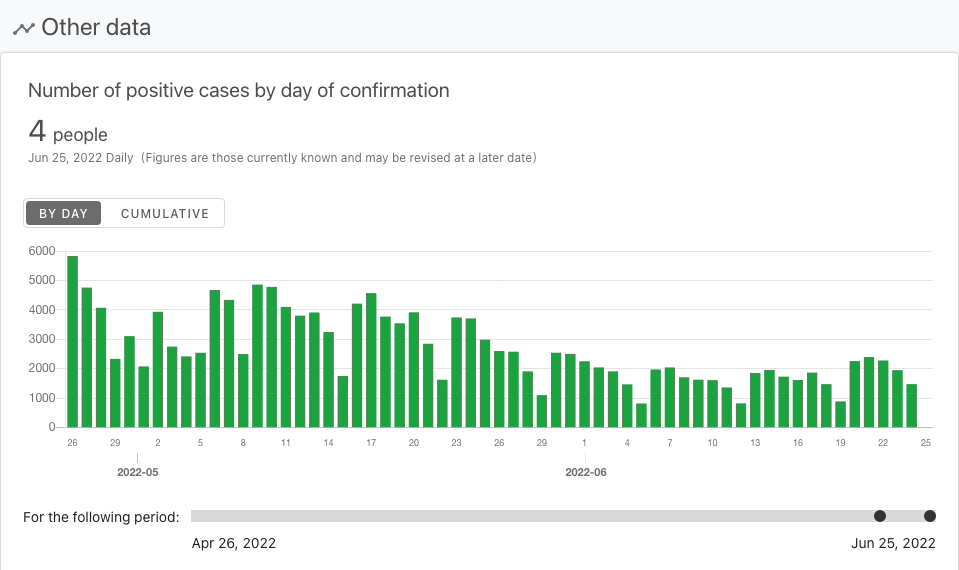 Other data
Number of positive cases by day of confirmation
4 people
Jun 25, 2022 Daily (Figures are those currently known and may be revised at a later date)
BY DAY CUMULATIVE
6000
5000
4000
3000
2000
1000
0
26 29 2 5 8 11 14 17 20 23 26 29 1 4 7 10 13 16 19 22 25
2022-05 2022-06
For the following period:
Apr 26, 2022 Jun 25, 2022